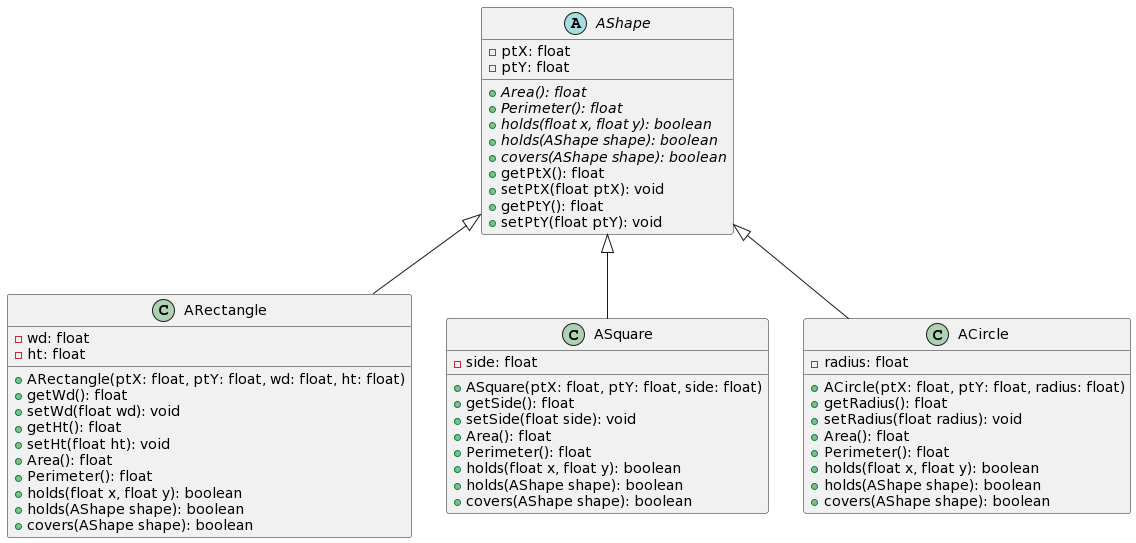 A AShape
ptX: float
ptY: float
Area(): float
Perimeter(): float
holds(float x, float y): boolean
holds(AShape shape): boolean
covers(AShape shape): boolean
getPtX(): float
setPtX(float ptX): void
getPtY(): float
setPtY(float ptY): void
C ARectangle
wd: float
ht: float
ARectangle(ptX: float, ptY: float, wd: float, ht: float)
getWd(): float
setWd(float wd): void
getHt(): float
setHt(float ht): void
Area(): float
Perimeter(): float
holds(float x, float y): boolean
holds(AShape shape): boolean
covers(AShape shape): boolean
C ASquare
side: float
ASquare(ptX: float, ptY: float, side: float)
getSide(): float
setSide(float side): void
Area(): float
Perimeter(): float
holds(float x, float y): boolean
holds(AShape shape): boolean
covers(AShape shape): boolean
C ACircle
radius: float
ACircle(ptX: float, ptY: float, radius: float)
getRadius(): float
setRadius(float radius): void
Area(): float
Perimeter(): float
holds(float x, float y): boolean
holds(AShape shape): boolean
covers(AShape shape): boolean